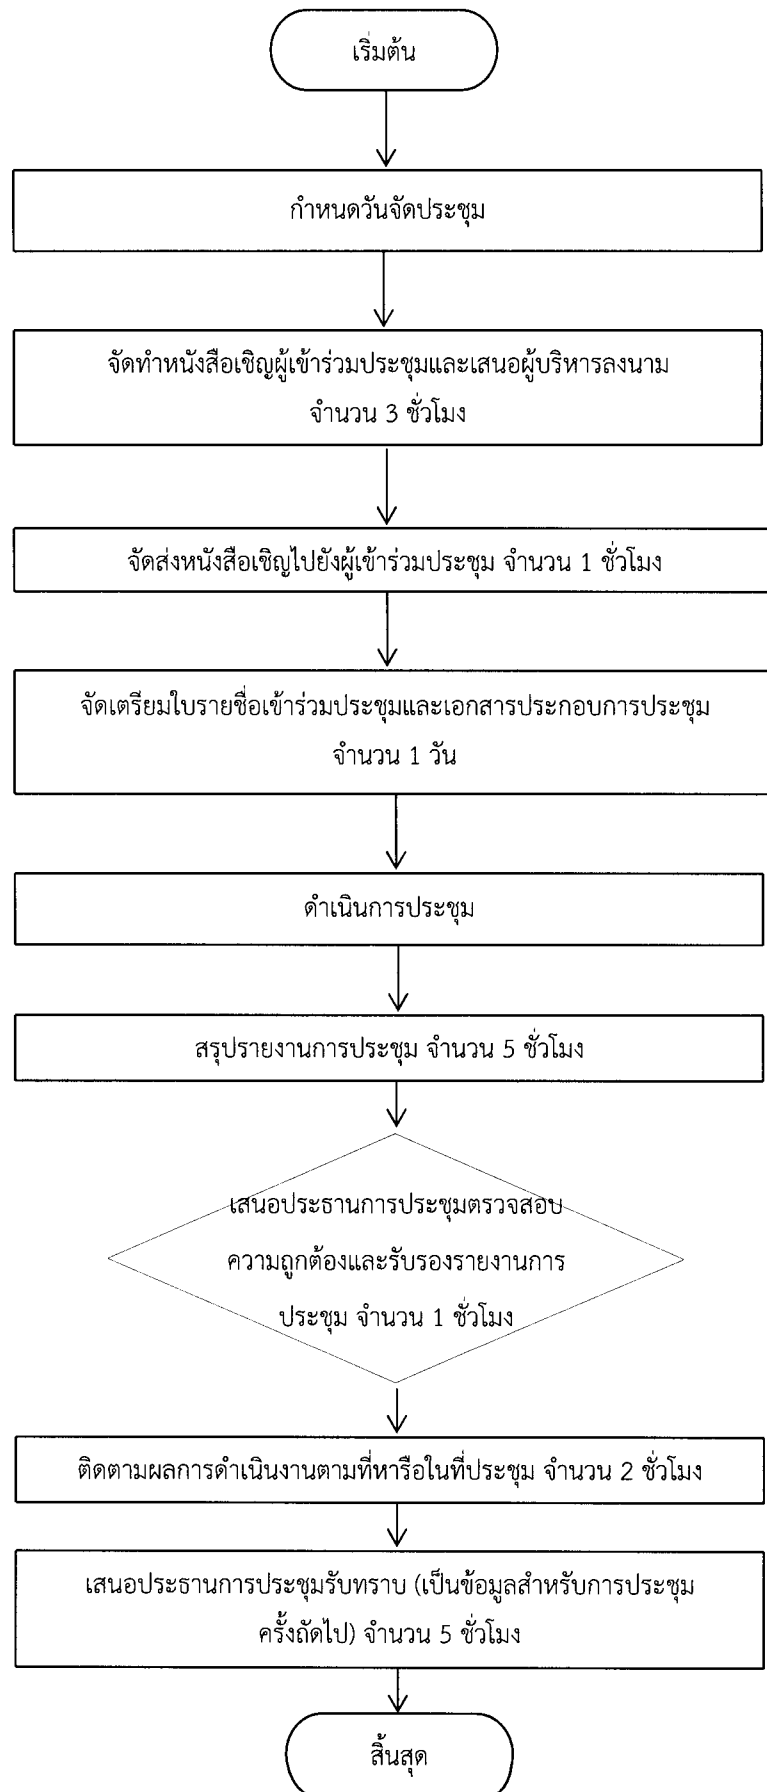 เริ่มต้น
กำหนดวันจัดประชุม
จัดทำหนังสือเชิญผู้เข้าร่วมประชุมและเสนอผู้บริหารลงนาม
จำนวน 3 ชั่วโมง
จัดส่งหนังสือเชิญไปยังผู้เข้าร่วมประชุม จำนวน 1 ชั่วโมง
จัดเตรียมใบรายชื่อเข้าร่วมประชุมและเอกสารประกอบการประชุม
จำนวน 1 วัน
ดำเนินการประชุม
สรุปรายงานการประชุม จำนวน 5 ชั่วโมง
เสนอประธานการประชุมตรวจสอบ
ความถูกต้องและรับรองรายงานการ
ประชุม จำนวน 1 ชั่วโมง
ติดตามผลการดำเนินงานตามที่หารือในที่ประชุม จำนวน 2 ชั่วโมง
เสนอประธานการประชุมรับทราบ (เป็นข้อมูลสำหรับการประชุม
ครั้งถัดไป) จำนวน 5 ชั่วโมง
สิ้นสุด